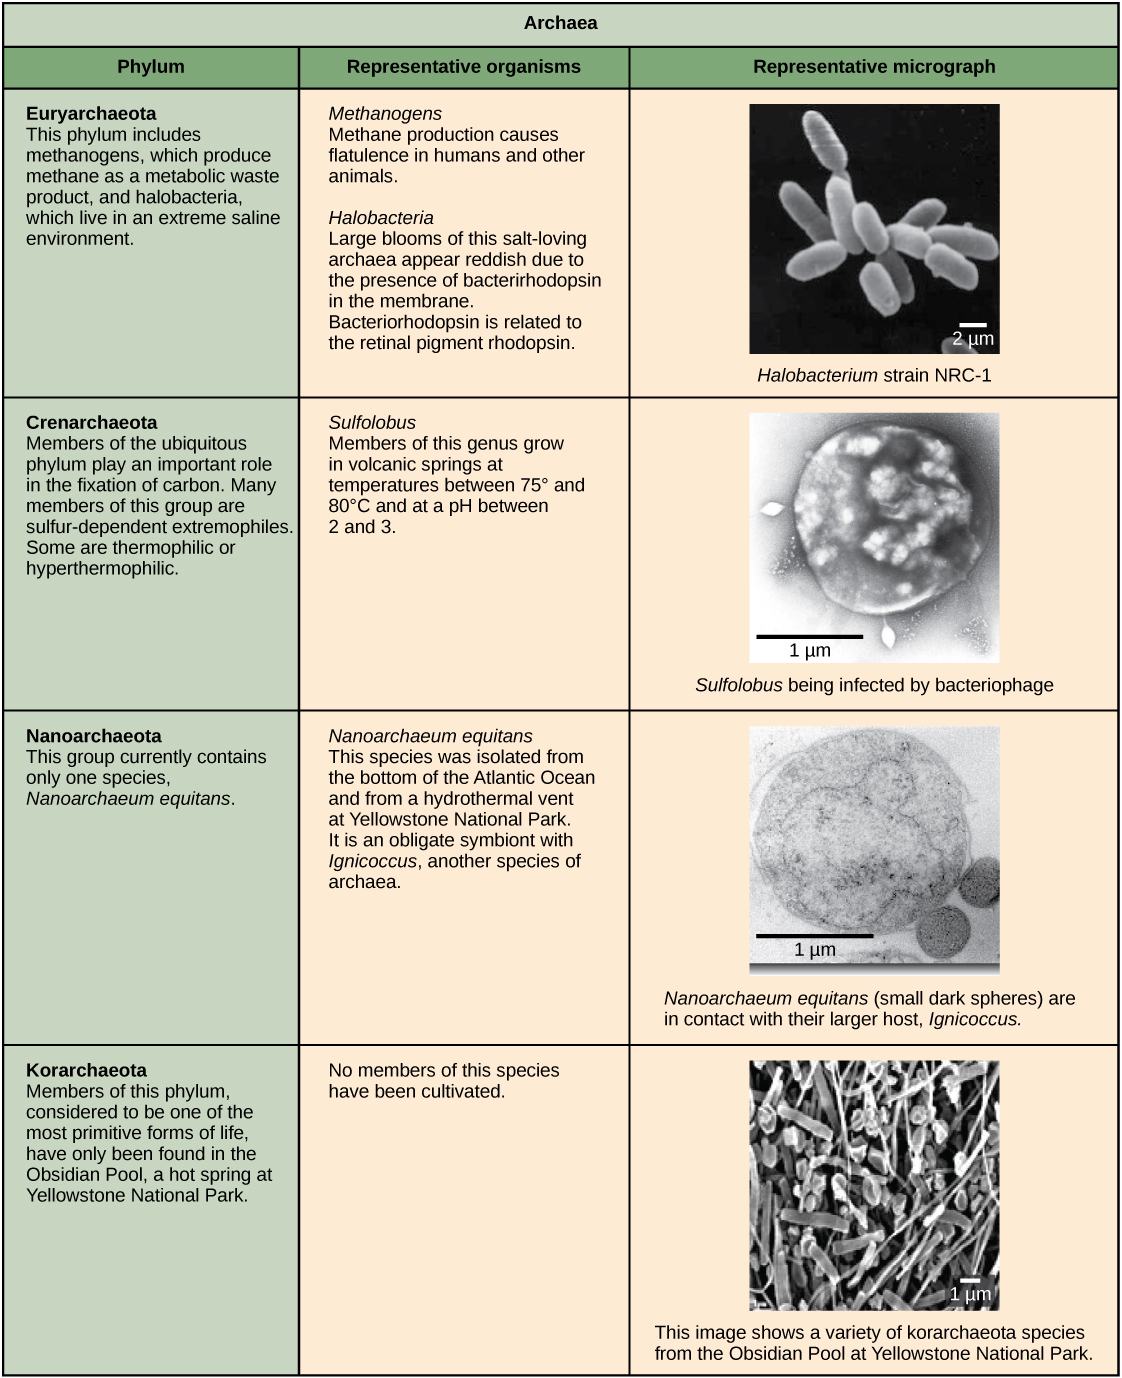 Archaea
Phylum
Representative organisms
Representative micrograph
Euryarchaeota
This phylum includes
methanogens, which produce
methane as a metabolic waste
product, and halobacteria,
which live in an extreme saline
environment.
Methanogens
Methane production causes
flatulence in humans and other
animals.
Halobacteria
Large blooms of this salt-loving
archaea appear reddish due to
the presence of bacterirhodopsin
in the membrane.
Bacteriorhodopsin is related to
the retinal pigment rhodopsin.
2 µm
Halobacterium strain NRC-1
Crenarchaeota
Members of the ubiquitous
phylum play an important role
in the fixation of carbon. Many
members of this group are
sulfur-dependent extremophiles.
Some are thermophilic or
hyperthermophilic.
Sulfolobus
Members of this genus grow
in volcanic springs at
temperatures between 75° and
80°C and at a pH between
2 and 3.
1 µm
Sulfolobus being infected by bacteriophage
Nanoarchaeota
This group currently contains
only one species,
Nanoarchaeum equitans.
Nanoarchaeum equitans
This species was isolated from
the bottom of the Atlantic Ocean
and from a hydrothermal vent
at Yellowstone National Park.
It is an obligate symbiont with
Ignicoccus, another species of
archaea.
1 µm
Nanoarchaeum equitans (small dark spheres) are
in contact with their larger host, Ignicoccus.
Korarchaeota
Members of this phylum,
considered to be one of the
most primitive forms of life,
have only been found in the
Obsidian Pool, a hot spring at
Yellowstone National Park.
No members of this species
have been cultivated.
1 µm
This image shows a variety of korarchaeota species
from the Obsidian Pool at Yellowstone National Park.